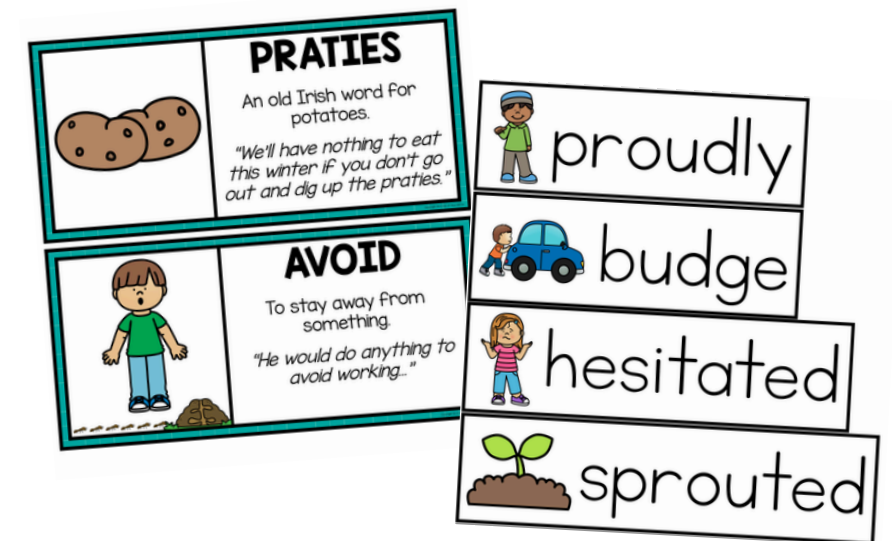 PRATIES
An old Irish word for
potatoes.
"We'll have nothing to eat
this winter if you don't go
out and dig up the praties."
AVOID
To stay away from
something.
"He would do anything to
avoid working..."
proudly
budge
hesitated
sprouted